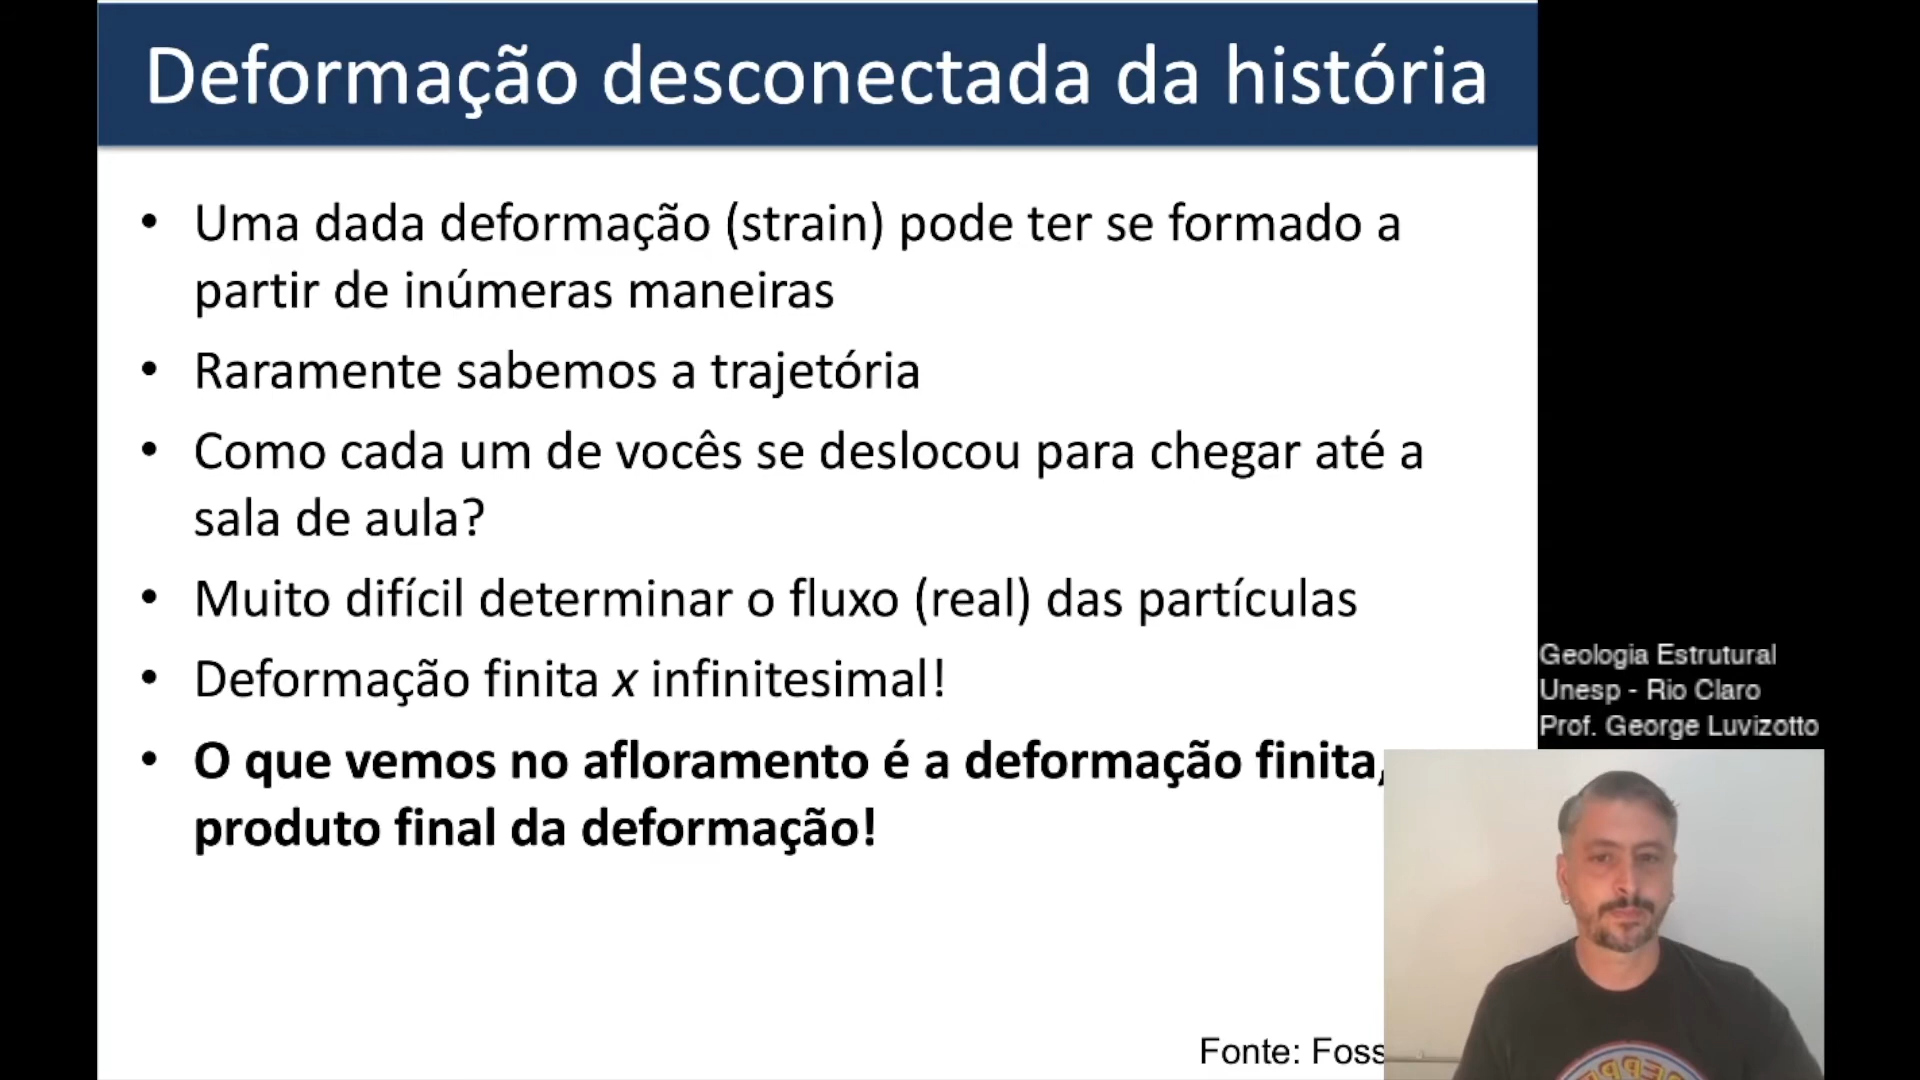 Deformação desconectada da história
• Uma dada deformação (strain) pode ter se formado a
partir de inúmeras maneiras
• Raramente sabemos a trajetória
• Como cada um de vocês se deslocou para chegar até a
sala de aula?
• Muito difícil determinar o fluxo (real) das partículas
• Deformação finita x infinitesimal!
• O que vemos no afloramento é a deformação finita,
produto final da deformação!
Geologia Estrutural
Unesp - Rio Claro
Prof. George Luvizotto
Fonte: